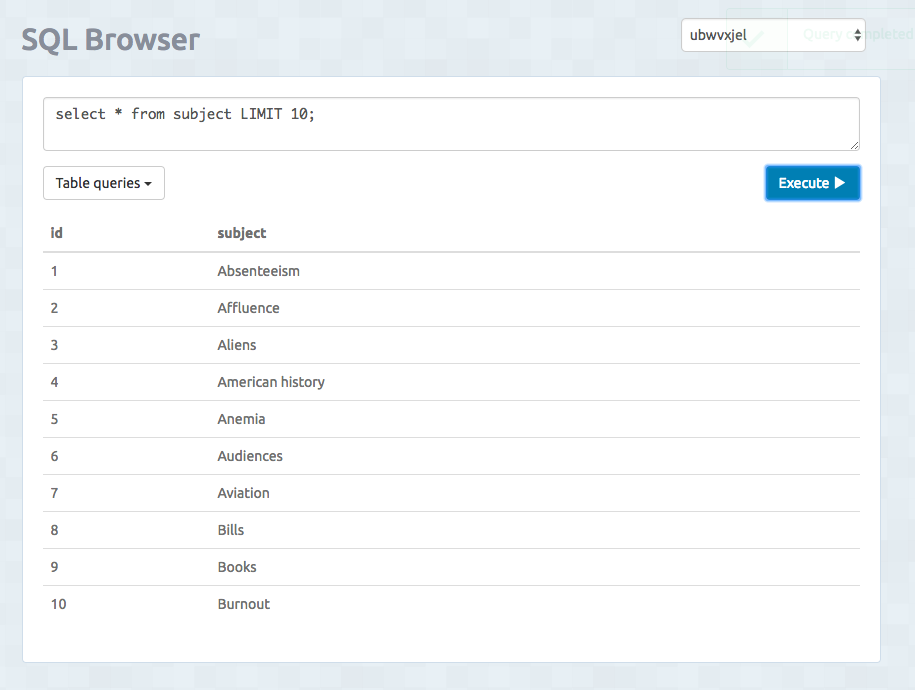 SQL Browser
ubwvxjel
Query completed
select * from subject LIMIT 10;
Table queries
Execute
id subject
1 Absenteeism
2 Affluence
3 Aliens
4 American history
5 Anemia
6 Audiences
7 Aviation
8 Bills
9 Books
10 Burnout